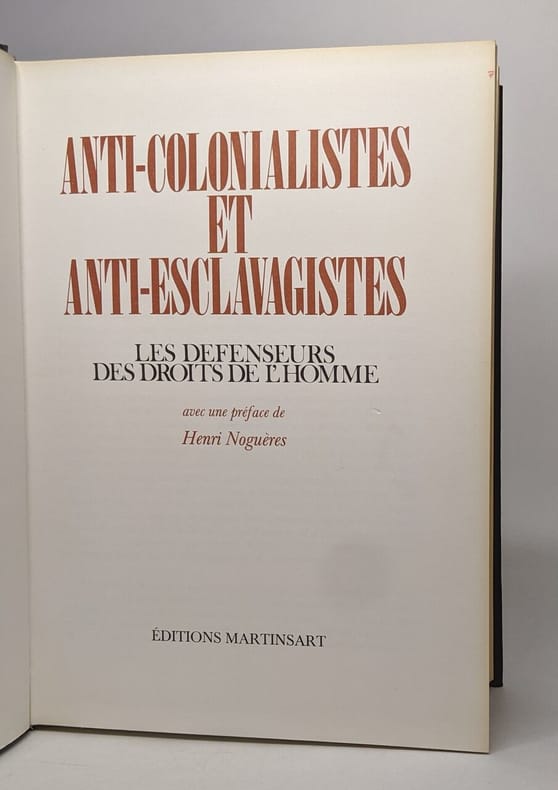 ANTI-COLONIALISTES
ET
ANTI-ESCLAVAGISTES
LES DEFENSEURS
DES DROITS DE L'HOMME
avec une préface de
Henri Noguères
ÉDITIONS MARTINSART